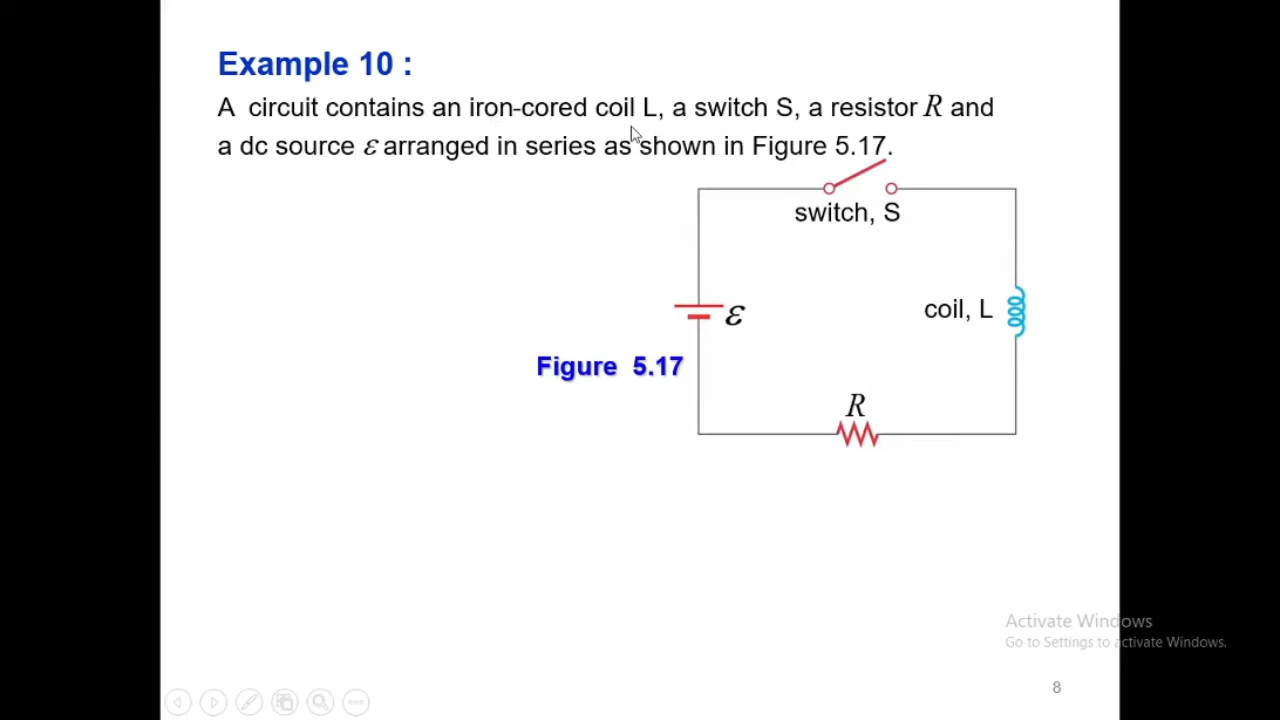 Example 10 :
A circuit contains an iron-cored coil L, a switch S, a resistor R and
a dc source ε arranged in series as shown in Figure 5.17.
switch, S
ε
coil, L
Figure 5.17
R
Activate Windows
Go to Settings to activate Windows.
8